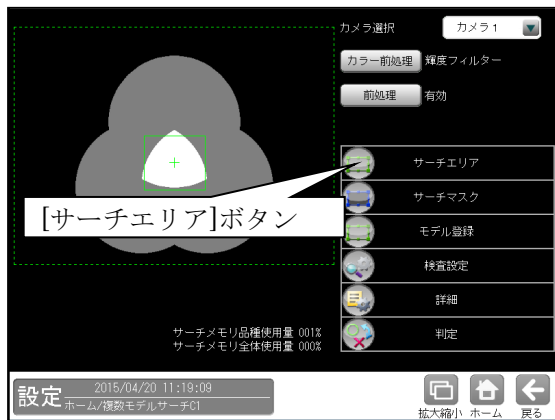 カメラ選択
カメラ1
カラー前処理
輝度フィルター
前処理
有効
サーチエリア
サーチマスク
[サーチエリア]ボタン
モデル登録
検査設定
詳細
判定
サーチメモリ品種使用量 001%
サーチメモリ全体使用量 000%
設定
2015/04/20 11:19:09
ホーム/複数モデルサーチC1
拡大縮小
ホーム
戻る